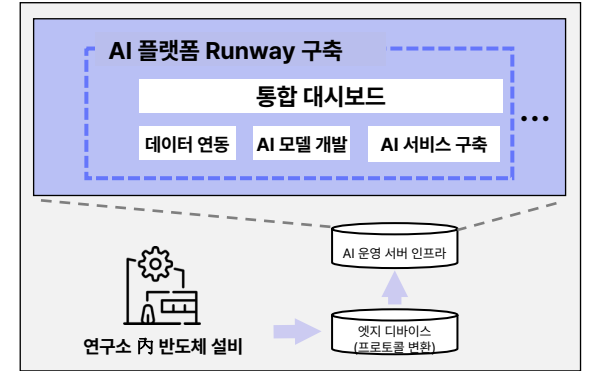 AI 플랫폼 Runway 구축
통합 대시보드
데이터 연동 AI 모델 개발 AI 서비스 구축
...
AI 운영 서버 인프라
엣지 디바이스
(프로토콜 변환)
연구소 內 반도체 설비